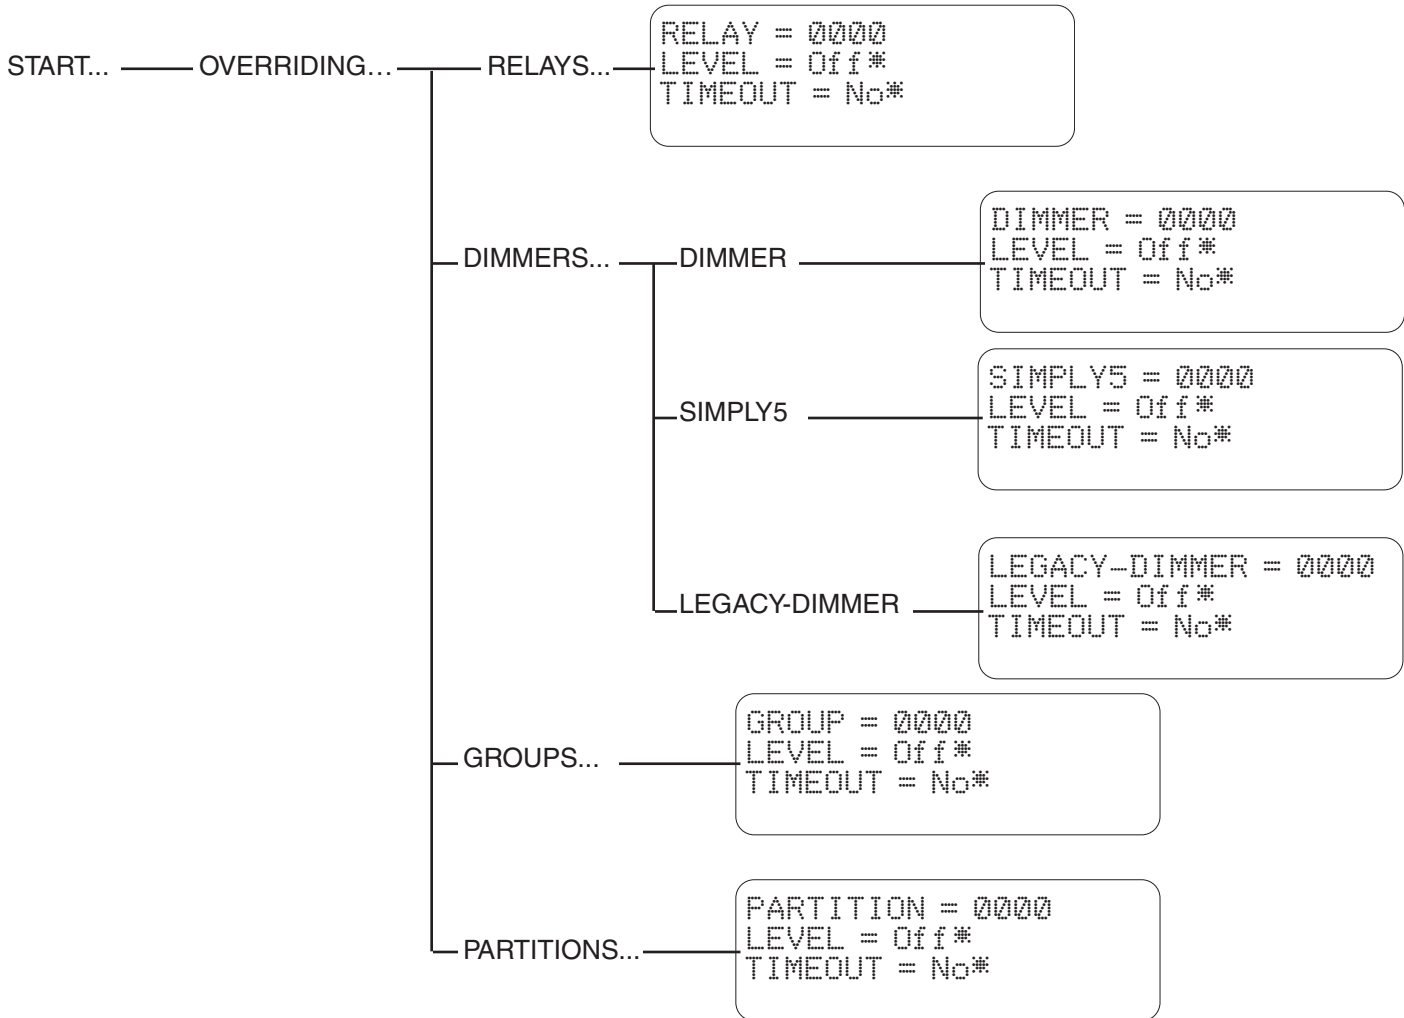 START...
OVERRIDING...
RELAYS...
RELAY = 0000
LEVEL = Off*
TIMEOUT = No*
DIMMERS...
DIMMER
DIMMER = 0000
LEVEL = Off*
TIMEOUT = No*
SIMPLY5
SIMPLY5 = 0000
LEVEL = Off*
TIMEOUT = No*
LEGACY-DIMMER
LEGACY-DIMMER = 0000
LEVEL = Off*
TIMEOUT = No*
GROUPS...
GROUP = 0000
LEVEL = Off*
TIMEOUT = No*
PARTITIONS...
PARTITION = 0000
LEVEL = Off*
TIMEOUT = No*